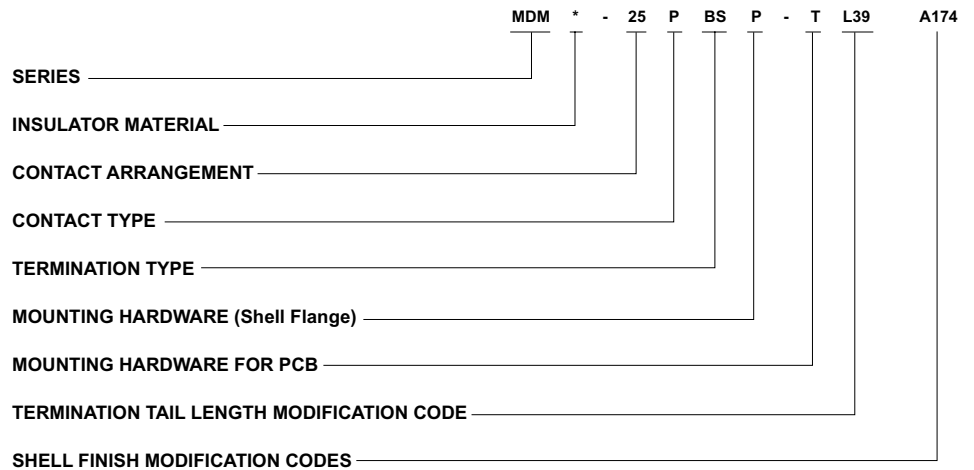 MDM * - 25 P BS P - T L39 A174
SERIES
INSULATOR MATERIAL
CONTACT ARRANGEMENT
CONTACT TYPE
TERMINATION TYPE
MOUNTING HARDWARE (Shell Flange)
MOUNTING HARDWARE FOR PCB
TERMINATION TAIL LENGTH MODIFICATION CODE
SHELL FINISH MODIFICATION CODES